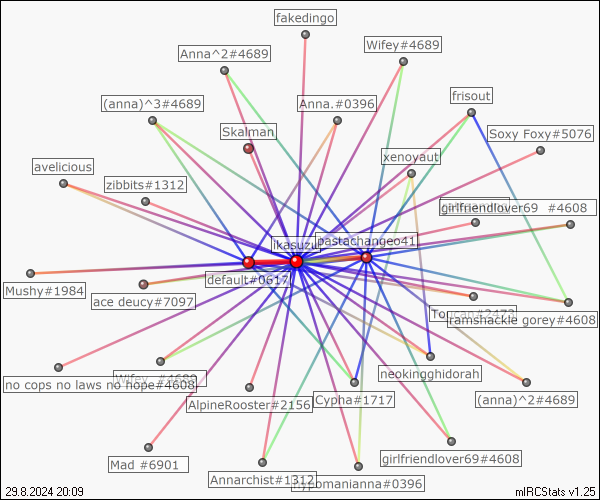 fakedingo
Anna^2#4689
Wifey#4689
(anna)^3#4689
Anna.#0396
frisout
Skalman
Soxy Foxy#5076
avelicious
xenoyaut
zibbits#1312
girlfriendlover69 #4608
ikasuzu
pastachangeo41
default#0617
Mushy#1984
ace deucy#7097
Toucan#2472
ramshackle gorey#4608
no cops no laws no hope#4608
Wifey #4689
neokingghidorah
AlpineRooster#2156
Cypha#1717
(anna)^2#4689
Mad #6901
girlfriendlover69#4608
Annarchist#1312
#0396
29.8.2024 20:09
mIRCStats v1.25